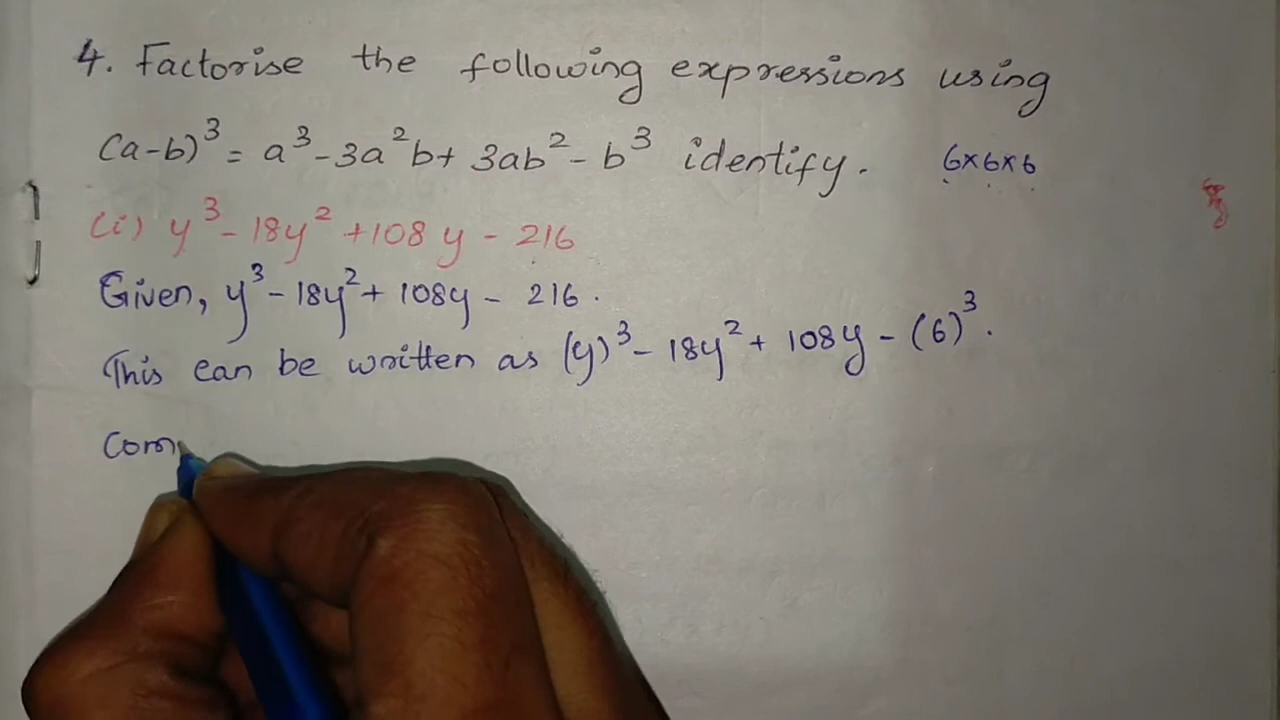 4. Factorise the following expressions using
(a-b)³ = a³ - 3a²b + 3ab² - b³ identify. 6×6×6
(i) y³ - 18y² + 108y - 216
Given, y³ - 18y² + 108y - 216.
This can be written as (y)³ - 18y² + 108y - (6)³.
Com